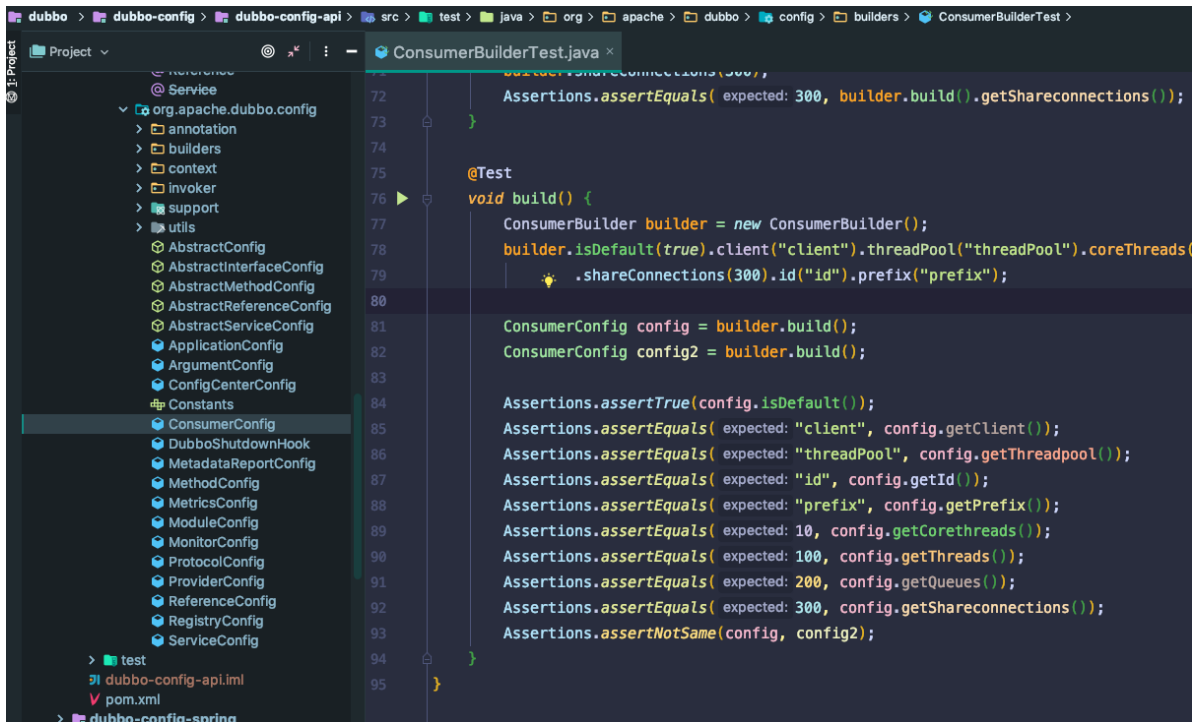 dubbo > dubbo-config > dubbo-config-api > src > test > java > org > apache > dubbo > config > builders > ConsumerBuilderTest >
1: Project
Project
Reference
Service
org.apache.dubbo.config
annotation
builders
context
invoker
support
utils
AbstractConfig
AbstractInterfaceConfig
AbstractMethodConfig
AbstractReferenceConfig
AbstractServiceConfig
ApplicationConfig
ArgumentConfig
ConfigCenterConfig
Constants
ConsumerConfig
DubboShutdownHook
MetadataReportConfig
MethodConfig
MetricsConfig
ModuleConfig
MonitorConfig
ProtocolConfig
ProviderConfig
ReferenceConfig
RegistryConfig
ServiceConfig
test
dubbo-config-api.iml
pom.xml
dubbo-config-spring
ConsumerBuilderTest.java ×
71 builder.shareConnections(300);
72 Assertions.assertEquals( expected: 300, builder.build().getShareconnections());
73 }
74
75 @Test
76 void build() {
77 ConsumerBuilder builder = new ConsumerBuilder();
78 builder.isDefault(true).client("client").threadPool("threadPool").coreThreads(
79 .shareConnections(300).id("id").prefix("prefix");
80
81 ConsumerConfig config = builder.build();
82 ConsumerConfig config2 = builder.build();
83
84 Assertions.assertTrue(config.isDefault());
85 Assertions.assertEquals( expected: "client", config.getClient());
86 Assertions.assertEquals( expected: "threadPool", config.getThreadpool());
87 Assertions.assertEquals( expected: "id", config.getId());
88 Assertions.assertEquals( expected: "prefix", config.getPrefix());
89 Assertions.assertEquals( expected: 10, config.getCorethreads());
90 Assertions.assertEquals( expected: 100, config.getThreads());
91 Assertions.assertEquals( expected: 200, config.getQueues());
92 Assertions.assertEquals( expected: 300, config.getShareconnections());
93 Assertions.assertNotSame(config, config2);
94 }
95 }